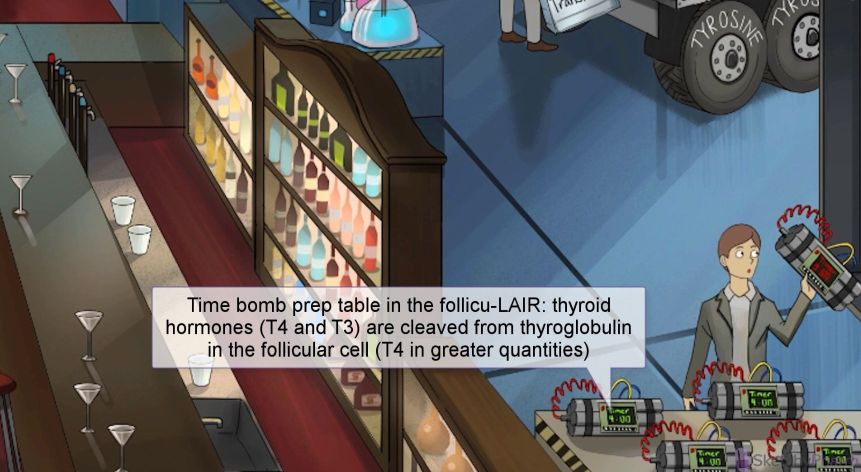 TYROSINE
TYROS
Time bomb prep table in the follicu-LAIR: thyroid
hormones (T4 and T3) are cleaved from thyroglobulin
in the follicular cell (T4 in greater quantities)
Timer
4:00
Timer
4:00
Timer
4:00
Timer
4:00